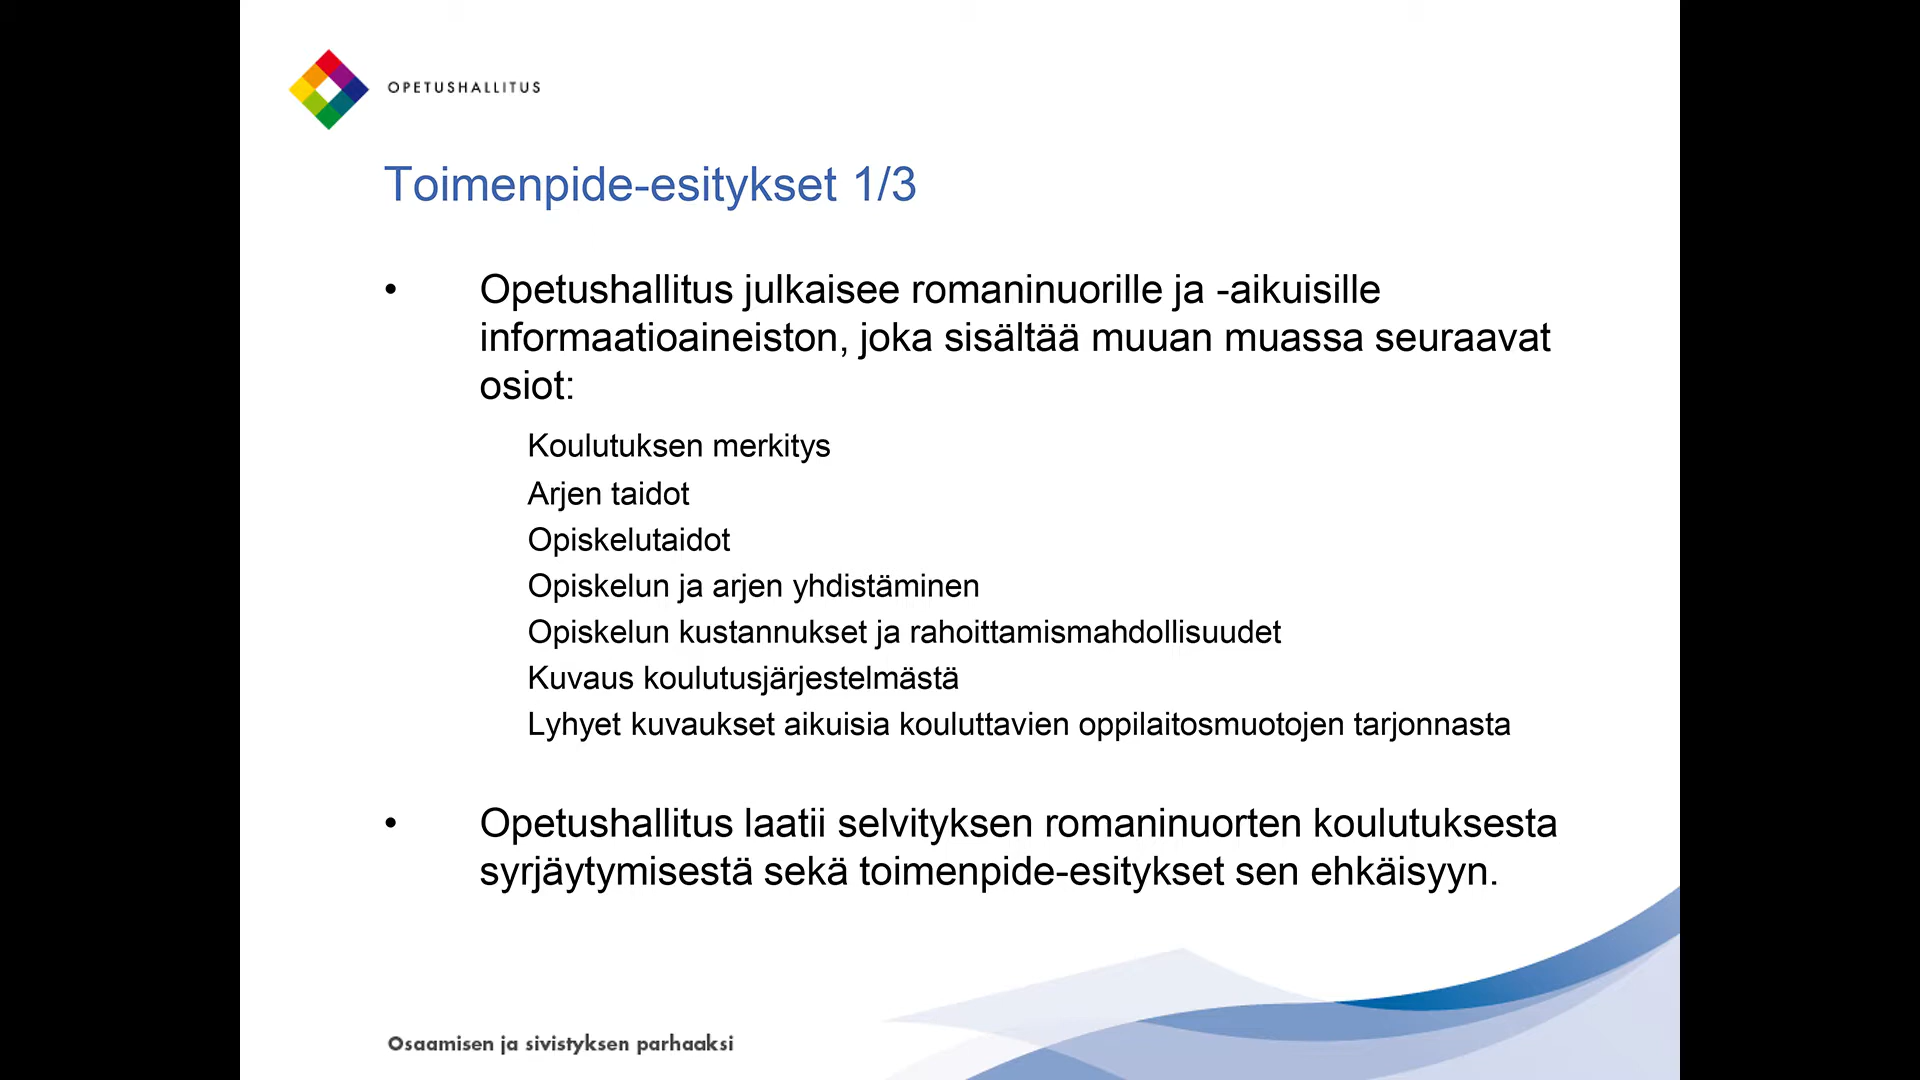 OPETUSHALLITUS
Toimenpide-esitykset 1/3
• Opetushallitus julkaisee romaninuorille ja -aikuisille
informaatioaineiston, joka sisältää muuan muassa seuraavat
osiot:
Koulutuksen merkitys
Arjen taidot
Opiskelutaidot
Opiskelun ja arjen yhdistäminen
Opiskelun kustannukset ja rahoittamismahdollisuudet
Kuvaus koulutusjärjestelmästä
Lyhyet kuvaukset aikuisia kouluttavien oppilaitosmuotojen tarjonnasta
• Opetushallitus laatii selvityksen romaninuorten koulutuksesta
syrjäytymisestä sekä toimenpide-esitykset sen ehkäisyyn.
Osaamisen ja sivistyksen parhaaksi